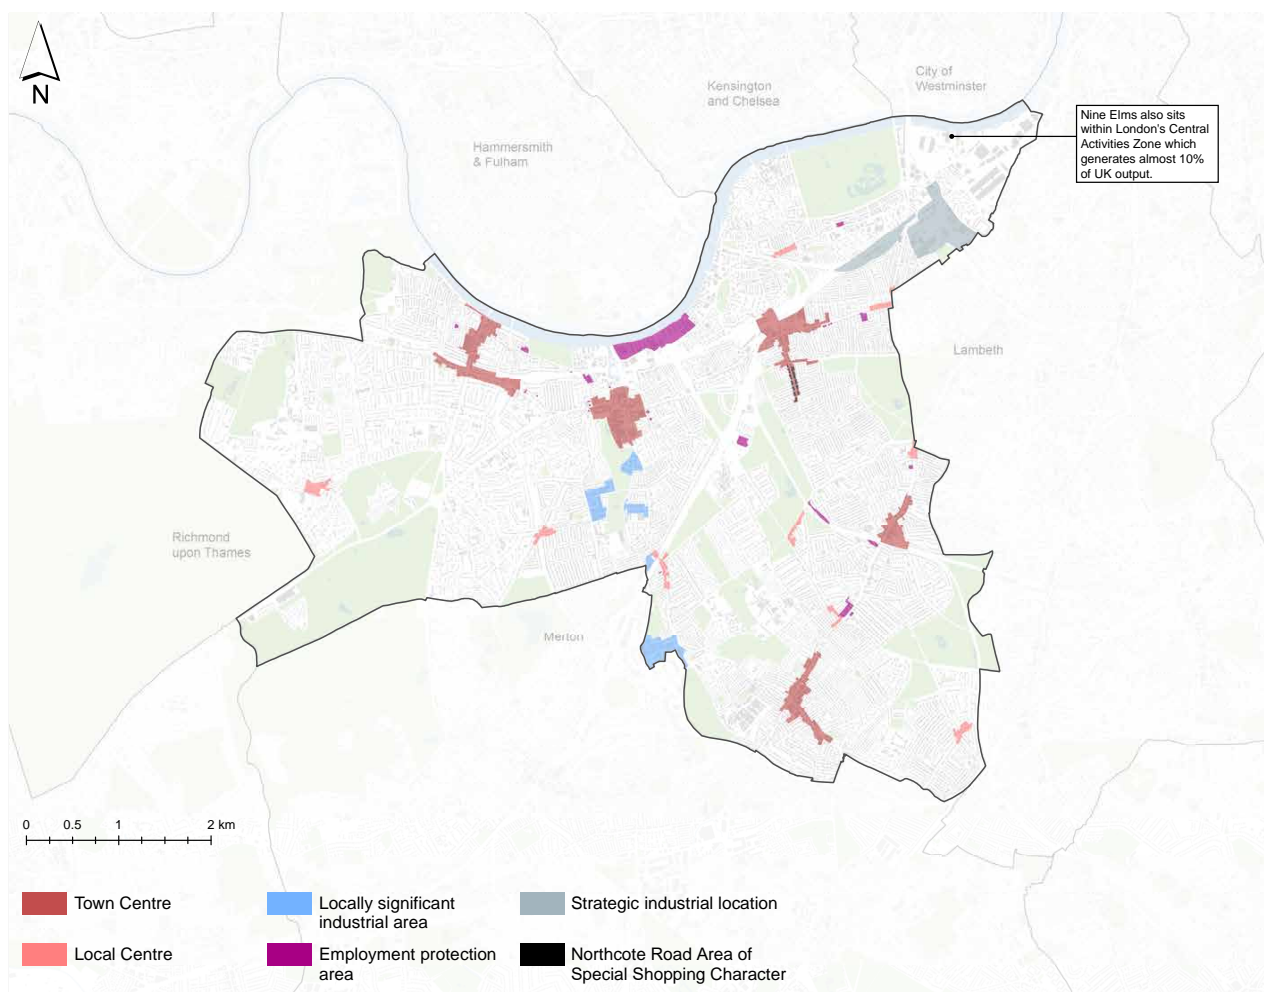 N
City of
Westminster
Kensington
and Chelsea
Nine Elms also sits
within London's Central
Activities Zone which
generates almost 10%
of UK output.
Hammersmith
& Fulham
Lambeth
Richmond
upon Thames
Merton
0 0.5 1 2 km
Town Centre
Local Centre
Locally significant
industrial area
Employment protection
area
Strategic industrial location
Northcote Road Area of
Special Shopping Character